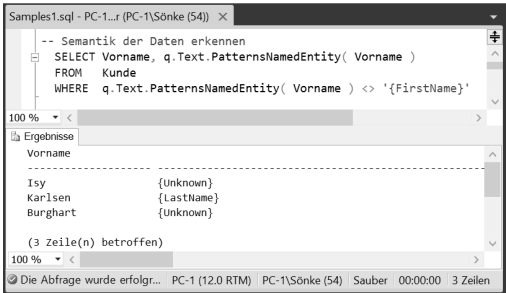 Samples1.sql - PC-1...r (PC-1\Sönke (54))
-- Semantik der Daten erkennen
SELECT Vorname, q.Text.PatternsNamedEntity( Vorname )
FROM   Kunde
WHERE  q.Text.PatternsNamedEntity( Vorname ) <> '{FirstName}'
100 %
Ergebnisse
Vorname
------------------- ------------------------------------------------
Isy                 {Unknown}
Karlsen             {LastName}
Burghart            {Unknown}
(3 Zeile(n) betroffen)
100 %
Die Abfrage wurde erfolgr... PC-1 (12.0 RTM) PC-1\Sönke (54) Sauber 00:00:00 3 Zeilen